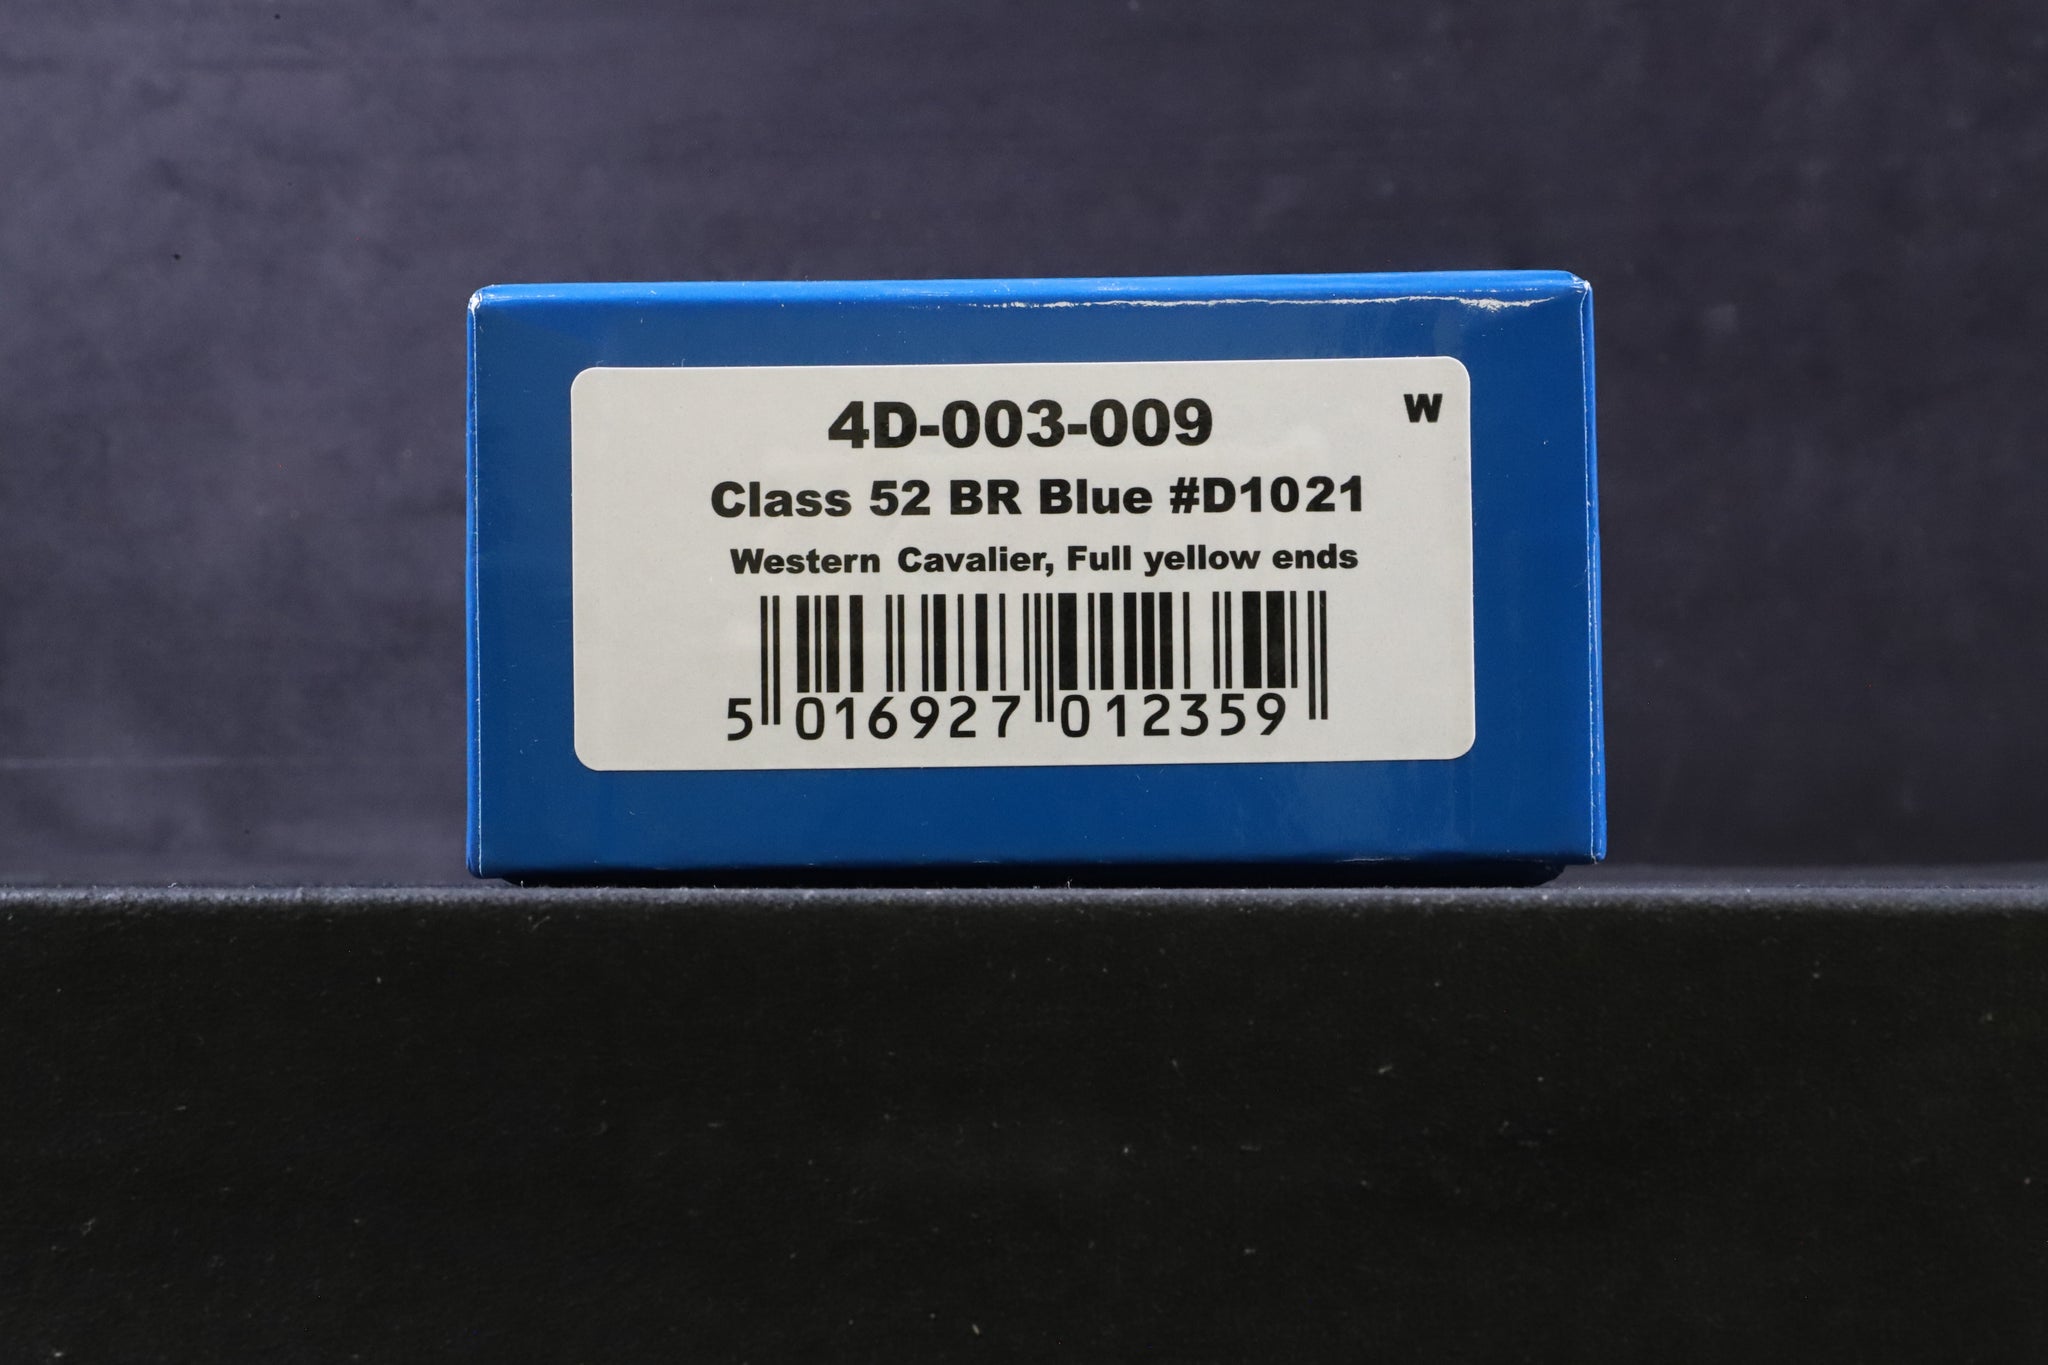 4D-003-009
W
Class 52 BR Blue #D1021
Western Cavalier, Full yellow ends
5 016927 012359